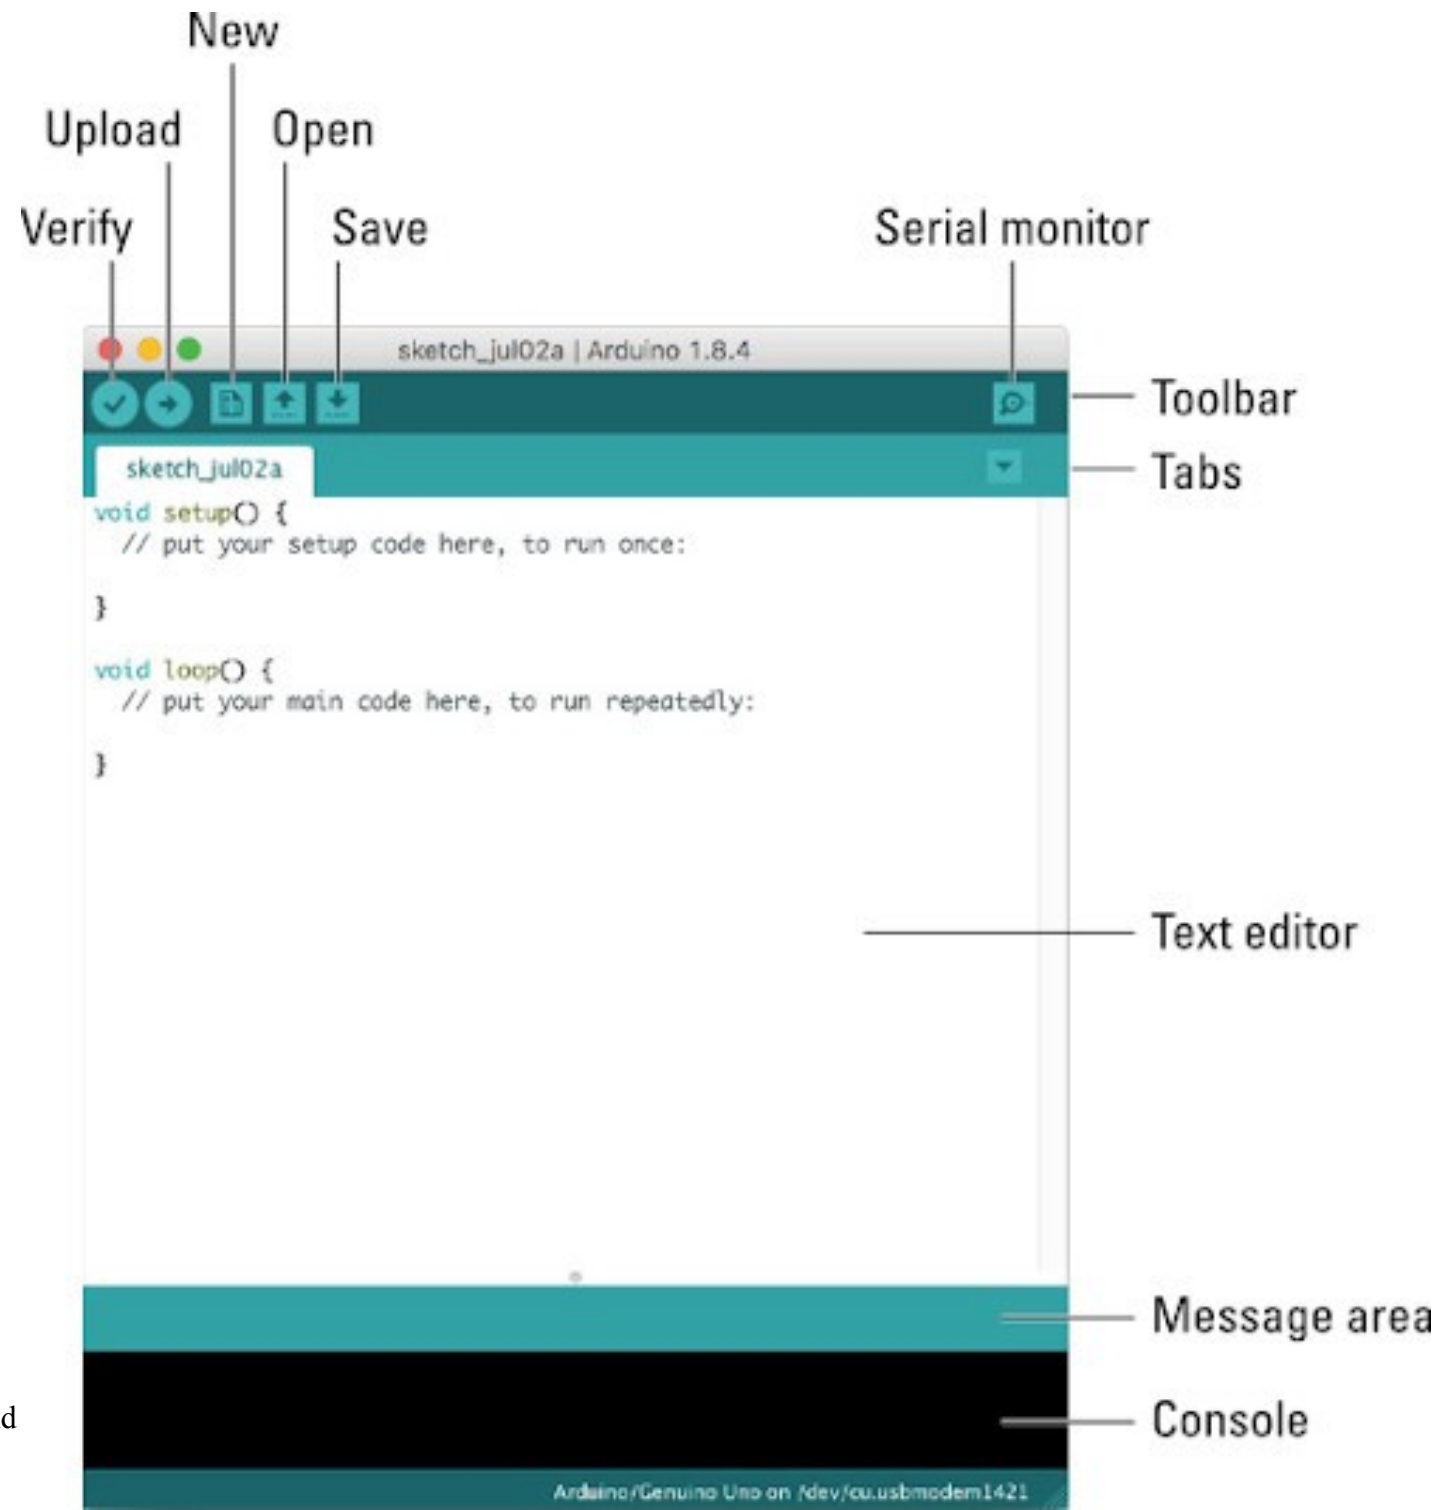 New
Upload
Open
Verify
Save
Serial monitor
sketch_jul02a | Arduino 1.8.4
Toolbar
sketch_jul02a
Tabs
void setup() {
// put your setup code here, to run once:
}
void loop() {
// put your main code here, to run repeatedly:
}
Text editor
Message area
d
Console
Arduino/Genuino Uno on /dev/cu.usbmodem1421